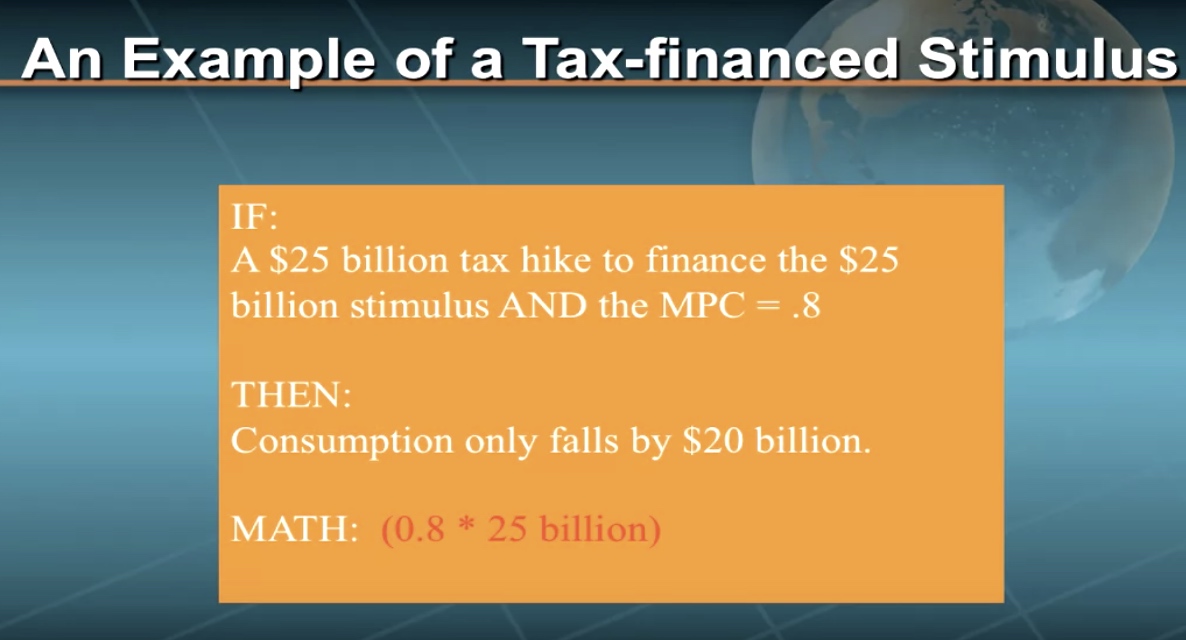 An Example of a Tax-financed Stimulus
IF:
A $25 billion tax hike to finance the $25
billion stimulus AND the MPC = .8
THEN:
Consumption only falls by $20 billion.
MATH: (0.8 * 25 billion)